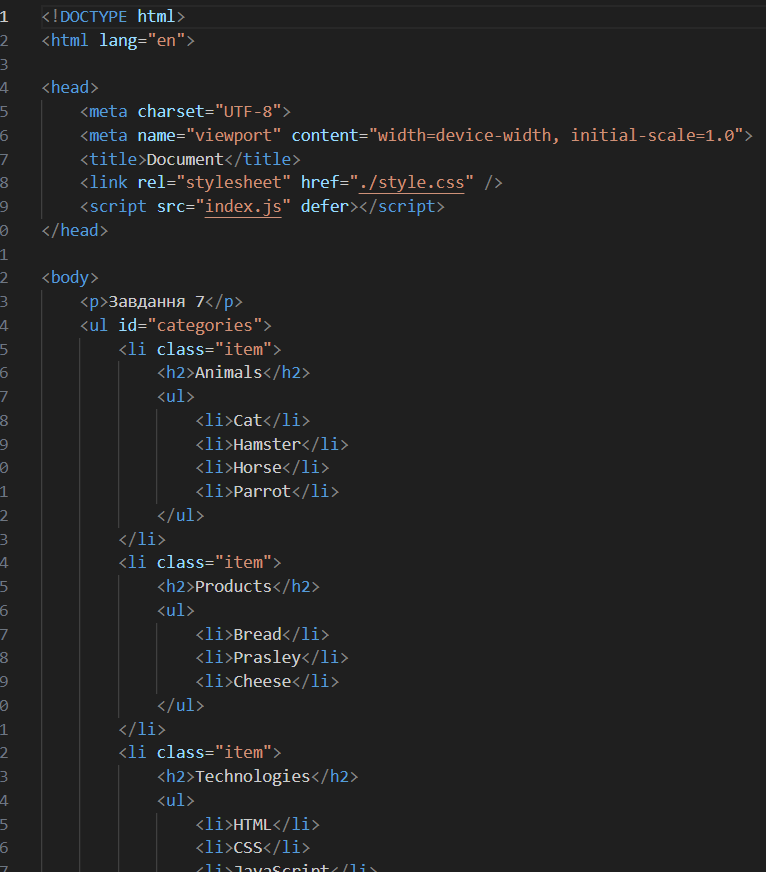 1 <!DOCTYPE html>
2 <html lang="en">
3
4 <head>
5 <meta charset="UTF-8">
6 <meta name="viewport" content="width=device-width, initial-scale=1.0">
7 <title>Document</title>
8 <link rel="stylesheet" href="./style.css" />
9 <script src="index.js" defer></script>
0 </head>
1
2 <body>
3 <p>Завдання 7</p>
4 <ul id="categories">
5 <li class="item">
6 <h2>Animals</h2>
7 <ul>
8 <li>Cat</li>
9 <li>Hamster</li>
0 <li>Horse</li>
1 <li>Parrot</li>
2 </ul>
3 </li>
4 <li class="item">
5 <h2>Products</h2>
6 <ul>
7 <li>Bread</li>
8 <li>Prasley</li>
9 <li>Cheese</li>
0 </ul>
1 </li>
2 <li class="item">
3 <h2>Technologies</h2>
4 <ul>
5 <li>HTML</li>
6 <li>CSS</li>
7 <li>JavaScript</li>